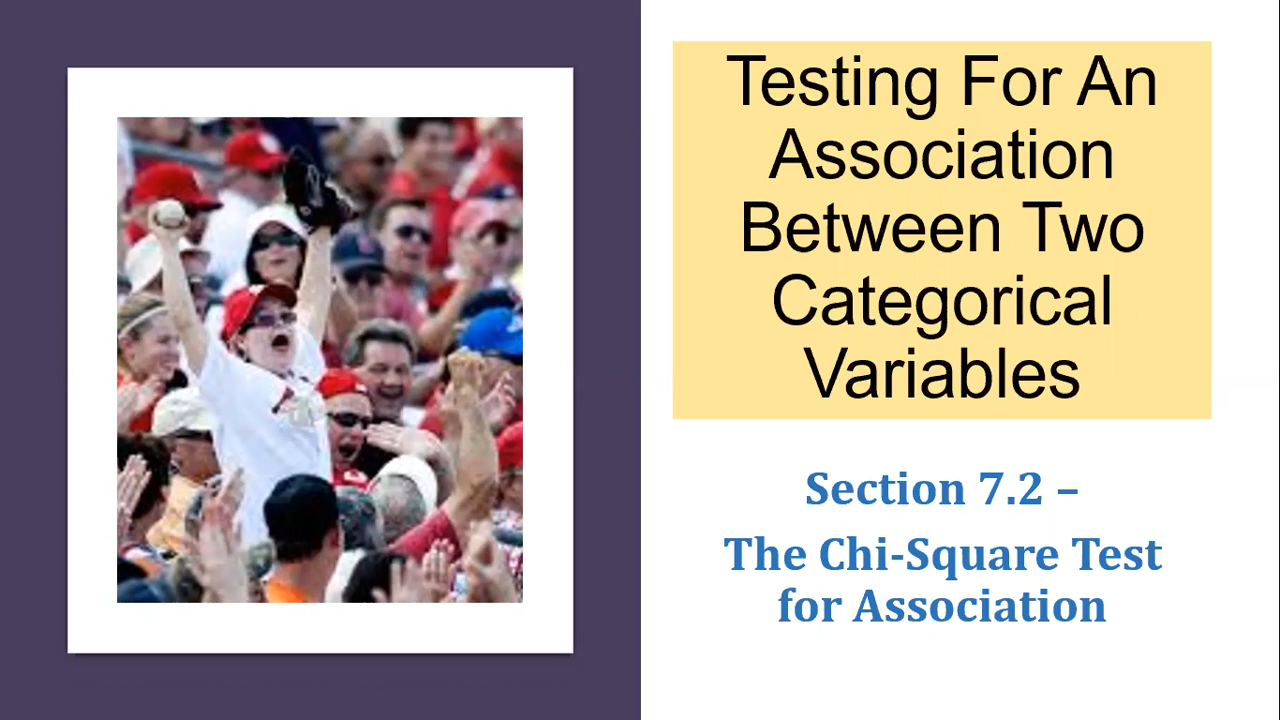 Testing For An
Association
Between Two
Categorical
Variables
Section 7.2 –
The Chi-Square Test
for Association